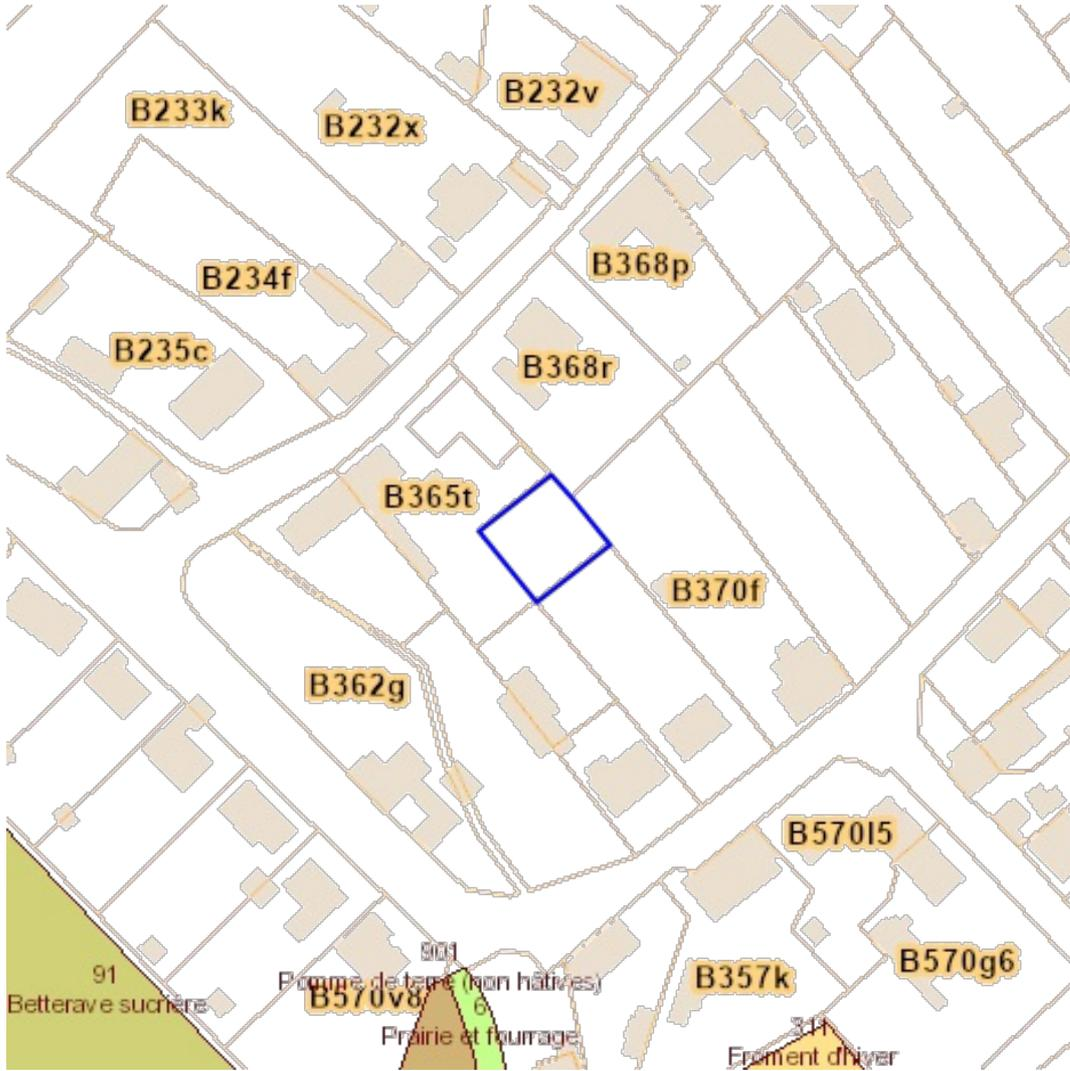 B232v
B233k
B232x
B368p
B234f
B235c
B368r
B365t
B370f
B362g
B570l5
901
B570g6
91
B357k
Pomme de terre (non hâtives)
Betterave sucrière
B570v8
6
311
Prairie et fourrage
Froment d'hiver